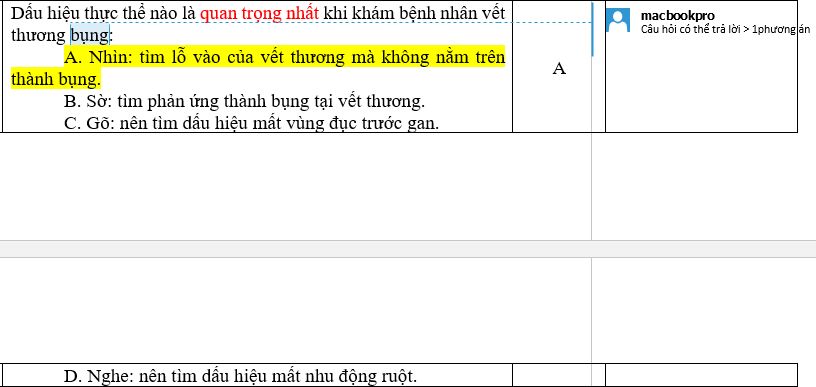 Dấu hiệu thực thể nào là quan trọng nhất khi khám bệnh nhân vết
thương bụng:
A. Nhìn: tìm lỗ vào của vết thương mà không nằm trên
thành bụng.
B. Sờ: tìm phản ứng thành bụng tại vết thương.
C. Gõ: nên tìm dấu hiệu mất vùng đục trước gan.
A
macbookpro
Câu hỏi có thể trả lời > 1phương án
D. Nghe: nên tìm dấu hiệu mất nhu động ruột.